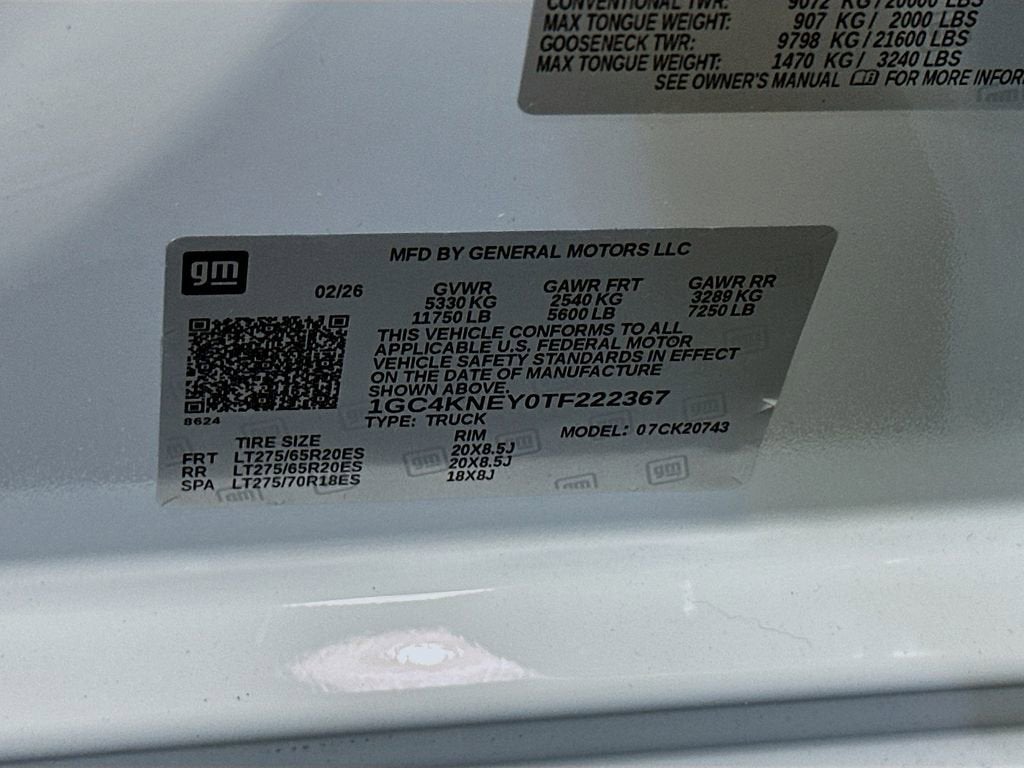 CONVENTIONAL TWR: 9072 KG/20000 LBS
MAX TONGUE WEIGHT: 907 KG/ 2000 LBS
GOOSENECK TWR: 9798 KG/21600 LBS
MAX TONGUE WEIGHT: 1470 KG/ 3240 LBS
SEE OWNER'S MANUAL FOR MORE INFOR
gm
MFD BY GENERAL MOTORS LLC
02/26 GVWR GAWR FRT GAWR RR
5330 KG 2540 KG 3289 KG
11750 LB 5600 LB 7250 LB
THIS VEHICLE CONFORMS TO ALL
APPLICABLE U.S. FEDERAL MOTOR
VEHICLE SAFETY STANDARDS IN EFFECT
ON THE DATE OF MANUFACTURE
SHOWN ABOVE.
1GC4KNEY0TF222367
8624
TYPE: TRUCK MODEL: 07CK20743
TIRE SIZE RIM
FRT LT275/65R20ES 20X8.5J
RR LT275/65R20ES 20X8.5J
SPA LT275/70R18ES 18X8J
gm
gm
gm
gm